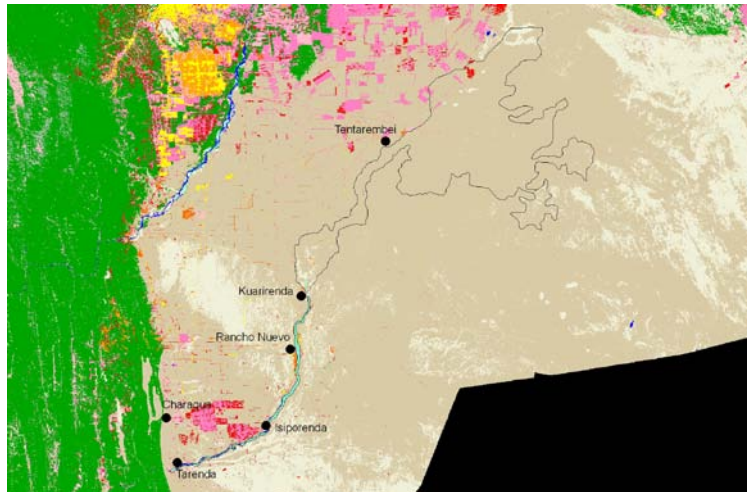 Tentarembei
Kuarirenda
Rancho Nuevo
Charagua
Isiporenda
Tarenda